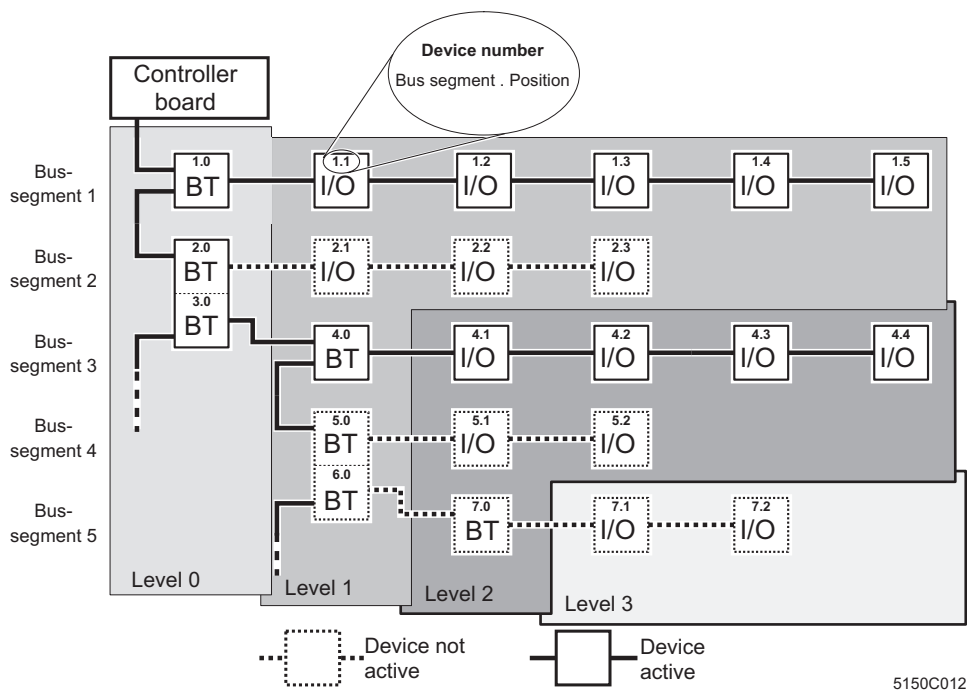 Device number
Bus segment . Position
Controller
board
Bus-
segment 1
1.0
BT
1.1
I/O
1.2
I/O
1.3
I/O
1.4
I/O
1.5
I/O
Bus-
segment 2
2.0
BT
2.1
I/O
2.2
I/O
2.3
I/O
3.0
BT
Bus-
segment 3
4.0
BT
4.1
I/O
4.2
I/O
4.3
I/O
4.4
I/O
Bus-
segment 4
5.0
BT
5.1
I/O
5.2
I/O
6.0
BT
Bus-
segment 5
7.0
BT
7.1
I/O
7.2
I/O
Level 0
Level 1
Level 2
Level 3
Device not
active
Device
active
5150C012